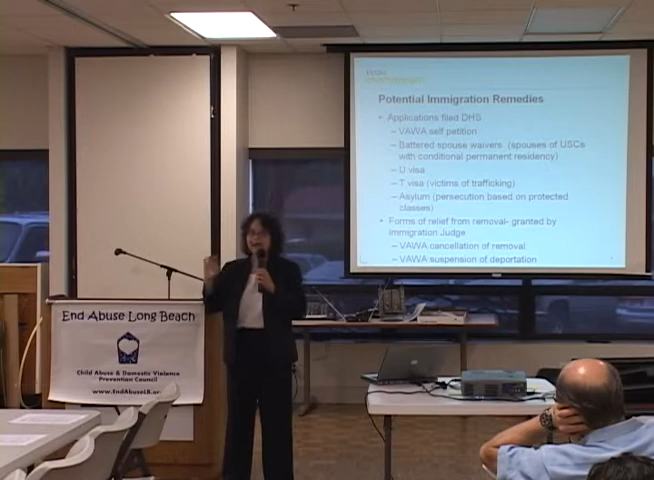 Potential Immigration Remedies
• Applications filed DHS
– VAWA self petition
– Battered spouse waivers (spouses of USCs
with conditional permanent residency)
– U visa
– T visa (victims of trafficking)
– Asylum (persecution based on protected
classes)
• Forms of relief from removal- granted by
immigration Judge
– VAWA cancellation of removal
– VAWA suspension of deportation
End Abuse Long Beach
Child Abuse & Domestic Violence
Prevention Council
www.EndAbuseLB.org